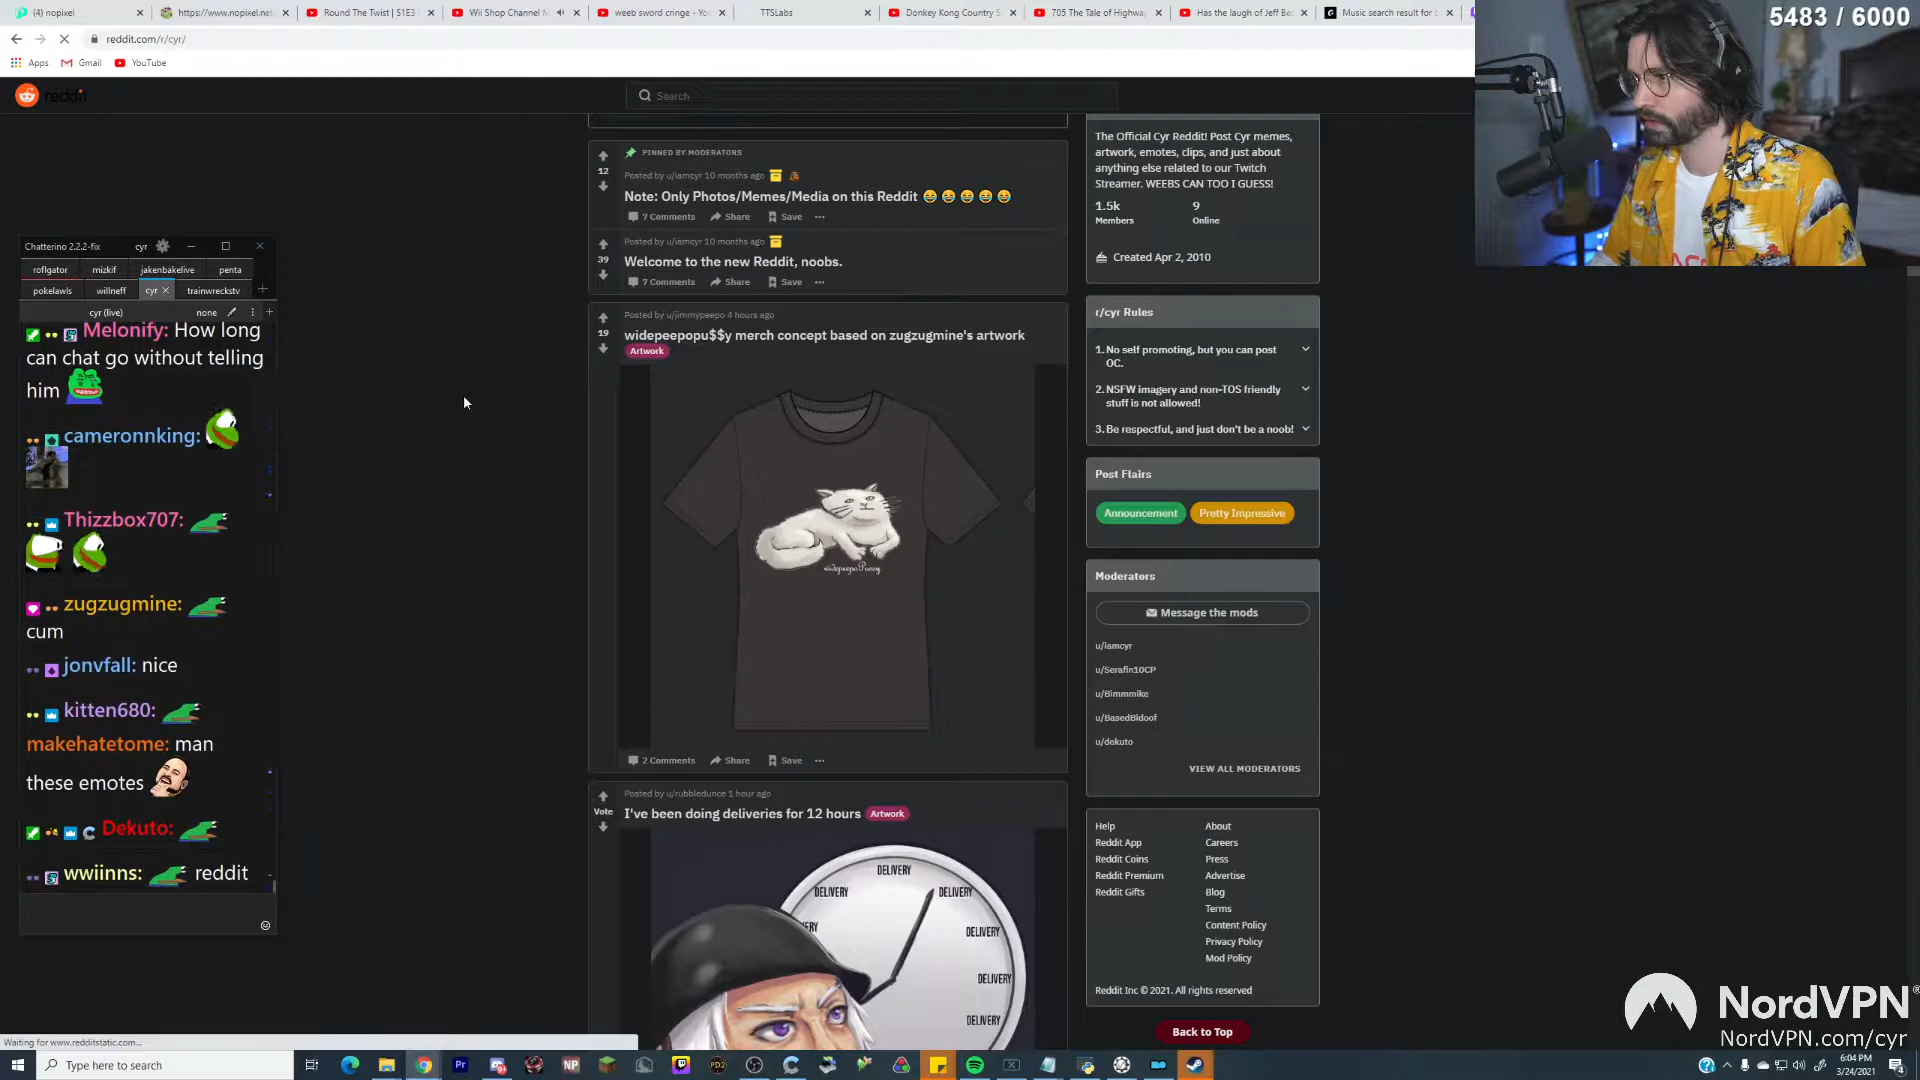 (4) nopixel
https://www.nopixel.net
Round The Twist | S1E3
Wii Shop Channel M
weeb sword cringe - Yo
TTSLabs
Donkey Kong Country S
705 The Tale of Highway
Has the laugh of Jeff Be
Music search result for
5483 / 6000
reddit.com/r/cyr/
Apps
Gmail
YouTube
reddit
Search
PINNED BY MODERATORS
12
Posted by u/iamcyr 10 months ago
Note: Only Photos/Memes/Media on this Reddit 😂 😂 😂 😂 😂
7 Comments Share Save ...
39
Posted by u/iamcyr 10 months ago
Welcome to the new Reddit, noobs.
7 Comments Share Save ...
19
Posted by u/jimmypeepo 4 hours ago
widepeepopu$$y merch concept based on zugzugmine's artwork
Artwork
widepeepoPussy
2 Comments Share Save ...
Vote
Posted by u/rubbledunce 1 hour ago
I've been doing deliveries for 12 hours Artwork
DELIVERY
DELIVERY
DELIVERY
ERY
DELIVERY
DELIVERY
DELIVERY
The Official Cyr Reddit! Post Cyr memes,
artwork, emotes, clips, and just about
anything else related to our Twitch
Streamer. WEEBS CAN TOO I GUESS!
1.5k 9
Members Online
Created Apr 2, 2010
r/cyr Rules
1. No self promoting, but you can post
OC.
2. NSFW imagery and non-TOS friendly
stuff is not allowed!
3. Be respectful, and just don't be a noob!
Post Flairs
Announcement Pretty Impressive
Moderators
Message the mods
u/iamcyr
u/Serafin10CP
u/Bimmmike
u/BasedBidoof
u/dekuto
VIEW ALL MODERATORS
Help About
Reddit App Careers
Reddit Coins Press
Reddit Premium Advertise
Reddit Gifts Blog
Terms
Content Policy
Privacy Policy
Mod Policy
Reddit Inc © 2021. All rights reserved
Back to Top
Chatterino 2.2.2-fix cyr
roflgator mizkif jakenbakelive penta
pokelawls willneff cyr trainwreckstv
cyr (live) none
Melonify: How long
can chat go without telling
him
cameronnking:
Thizzbox707:
zugzugmine:
cum
jonvfall: nice
kitten680:
makehatetome: man
these emotes
Dekuto:
wwiinns: reddit
Waiting for www.redditstatic.com...
NordVPN®
NordVPN.com/cyr
Type here to search
6:04 PM
3/24/2021